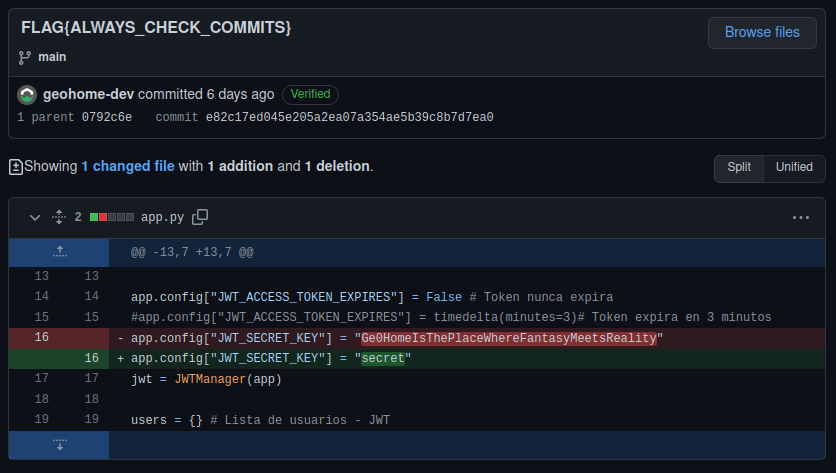 FLAG{ALWAYS_CHECK_COMMITS}
Browse files
main
geohome-dev committed 6 days ago Verified
1 parent 0792c6e commit e82c17ed045e205a2ea07a354ae5b39c8b7d7ea0
Showing 1 changed file with 1 addition and 1 deletion.
Split Unified
2 app.py
@@ -13,7 +13,7 @@
13 13
14 14 app.config["JWT_ACCESS_TOKEN_EXPIRES"] = False # Token nunca expira
15 15 #app.config["JWT_ACCESS_TOKEN_EXPIRES"] = timedelta(minutes=3)# Token expira en 3 minutos
16 - app.config["JWT_SECRET_KEY"] = "Ge0HomeIsThePlaceWhereFantasyMeetsReality"
16 + app.config["JWT_SECRET_KEY"] = "secret"
17 17 jwt = JWTManager(app)
18 18
19 19 users = {} # Lista de usuarios - JWT